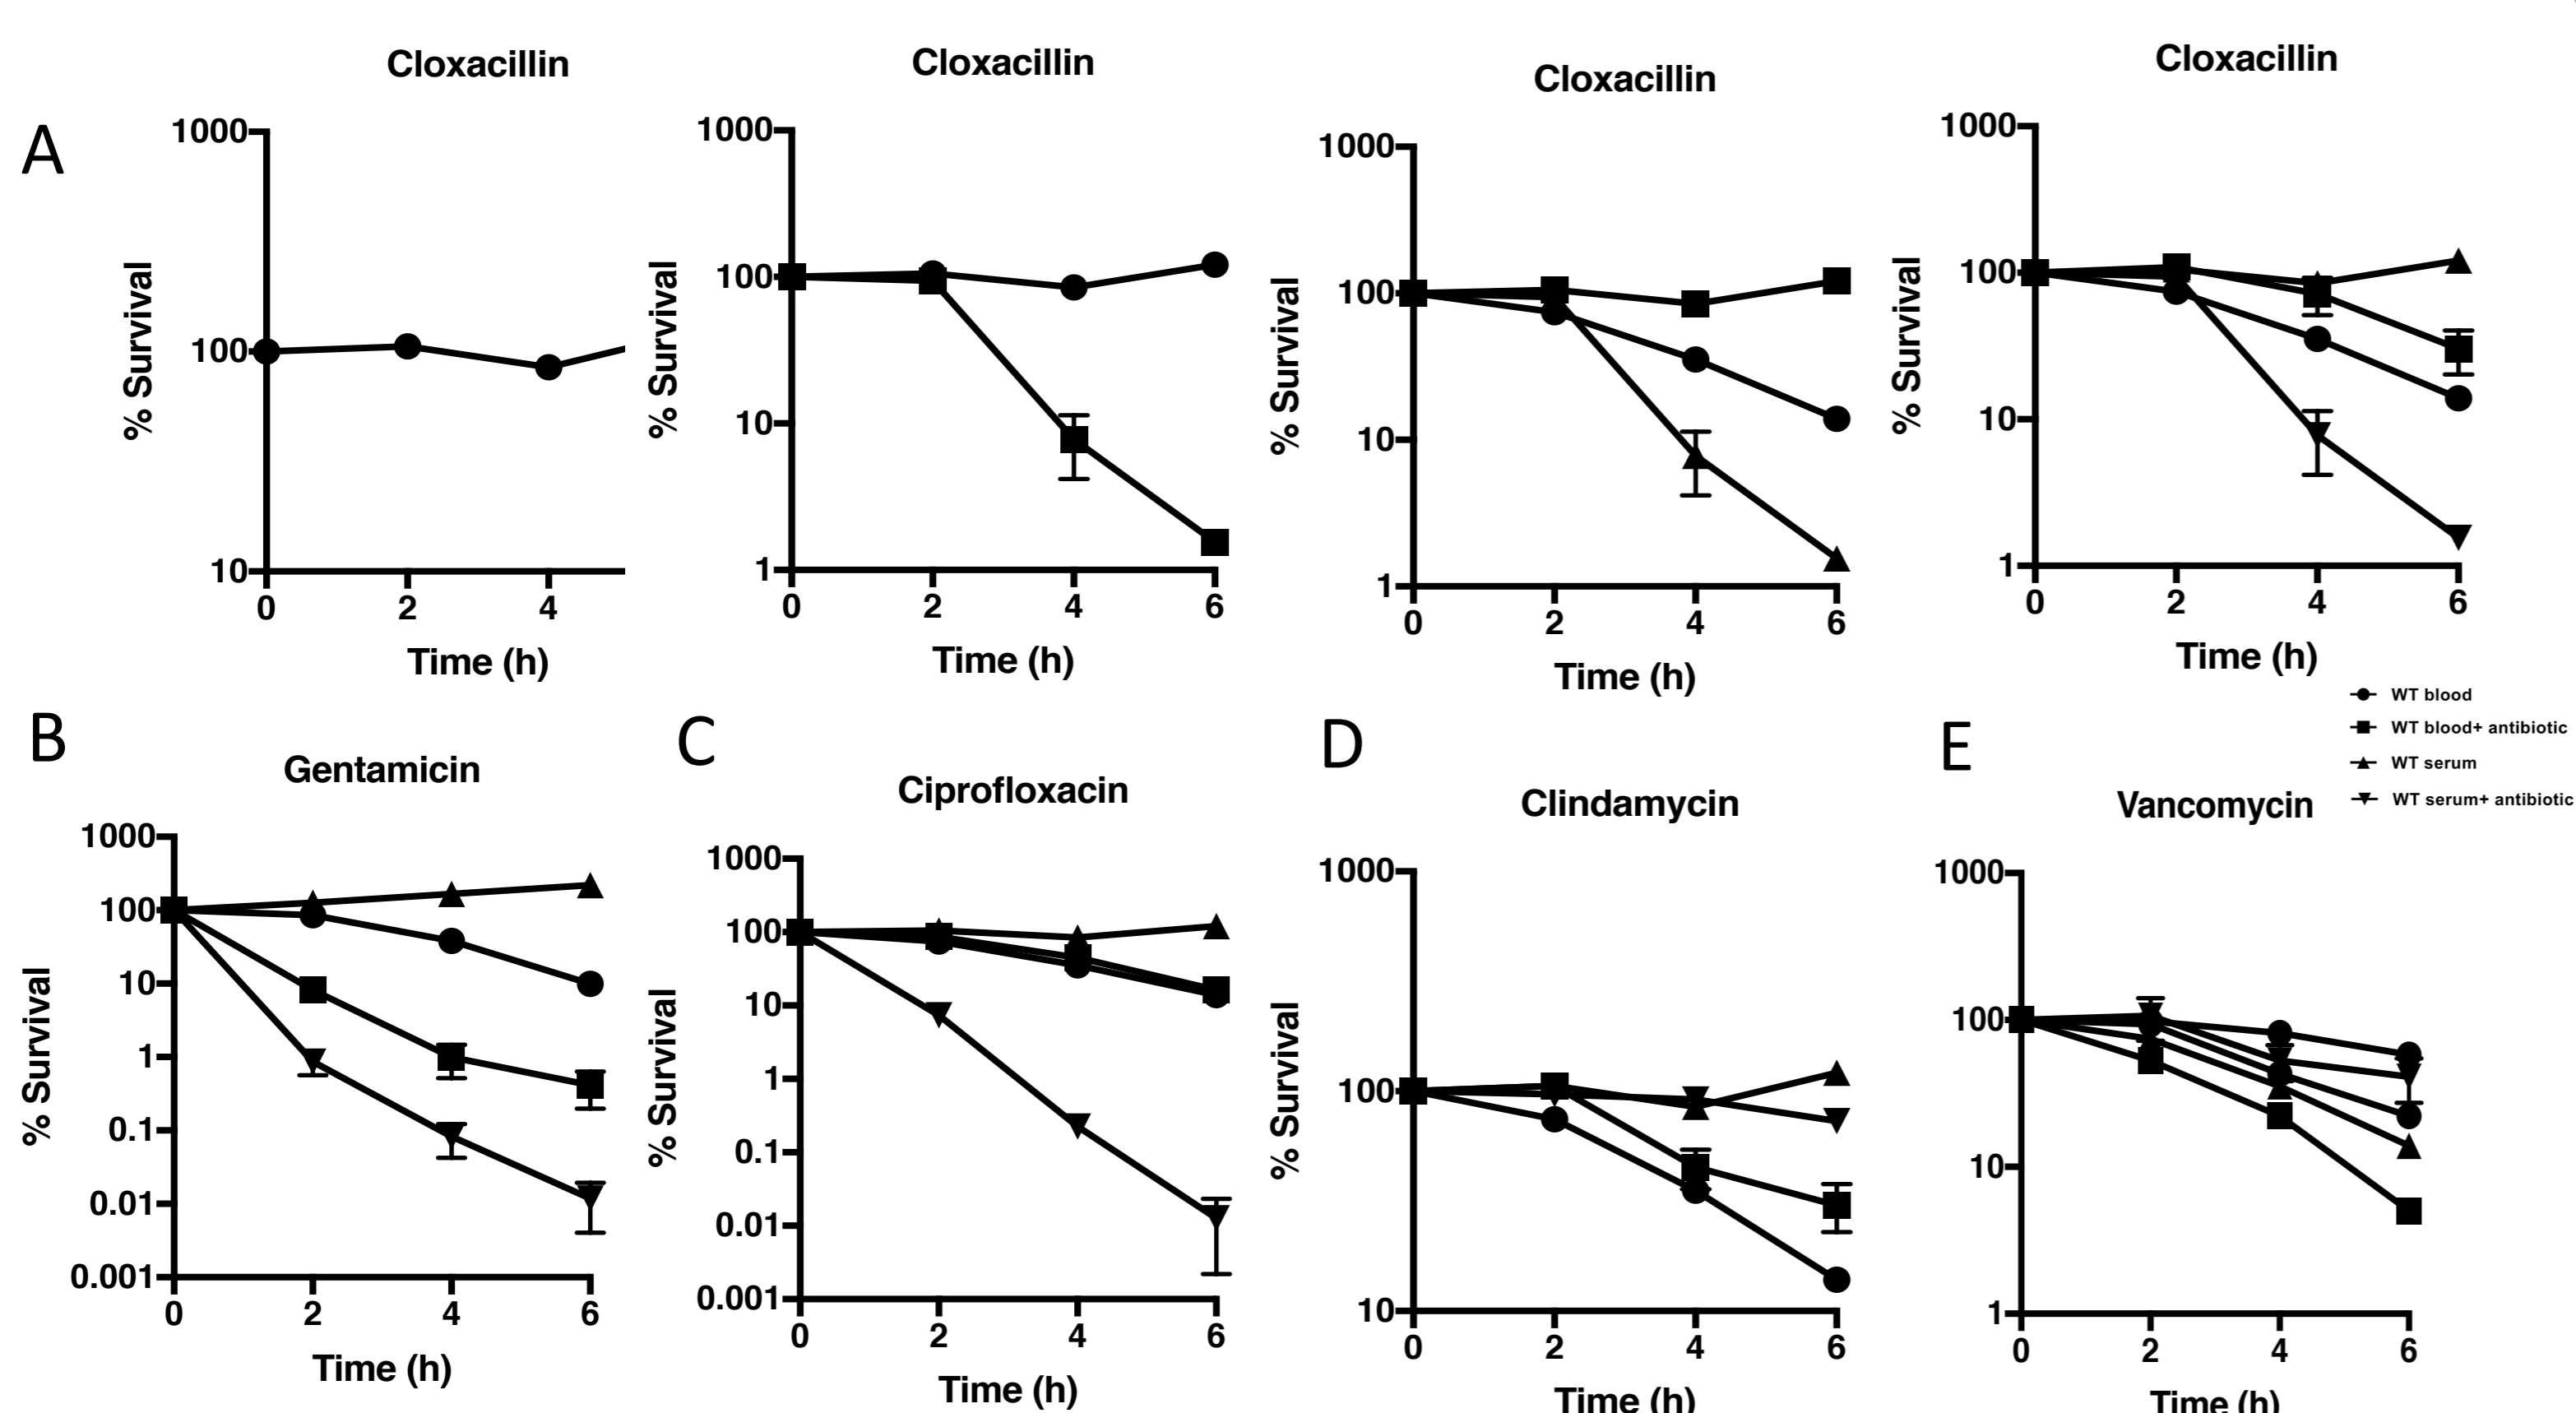 A
Cloxacillin
1000
100
10
0 2 4
% Survival
Time (h)
Cloxacillin
1000
100
10
1
0 2 4 6
% Survival
Time (h)
Cloxacillin
1000
100
10
1
0 2 4 6
% Survival
Time (h)
Cloxacillin
1000
100
10
1
0 2 4 6
% Survival
Time (h)
WT blood
WT blood+ antibiotic
WT serum
WT serum+ antibiotic
B
Gentamicin
1000
100
10
1
0.1
0.01
0.001
0 2 4 6
% Survival
Time (h)
C
Ciprofloxacin
1000
100
10
1
0.1
0.01
0.001
0 2 4 6
% Survival
Time (h)
D
Clindamycin
1000
100
10
0 2 4 6
% Survival
Time (h)
E
Vancomycin
1000
100
10
1
0 2 4 6
Time (h)